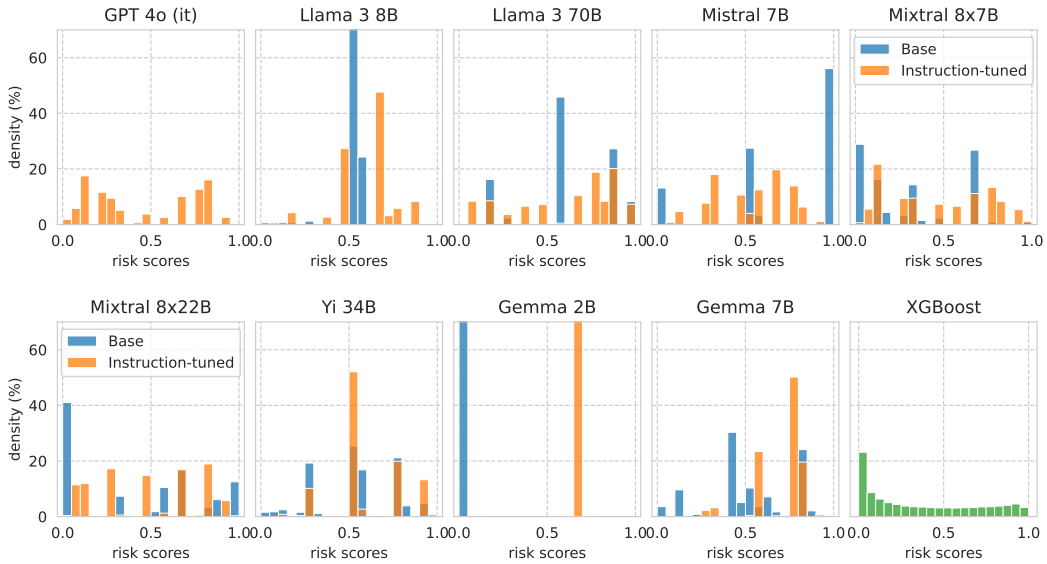 GPT 4o (it)
Llama 3 8B
Llama 3 70B
Mistral 7B
Mixtral 8x7B
60
40
20
0
density (%)
Base
Instruction-tuned
0.0 0.5 1.0
0.0 0.5 1.0
0.0 0.5 1.0
0.0 0.5 1.0
0.0 0.5 1.0
risk scores
risk scores
risk scores
risk scores
risk scores
Mixtral 8x22B
Yi 34B
Gemma 2B
Gemma 7B
XGBoost
60
40
20
0
density (%)
Base
Instruction-tuned
0.0 0.5 1.0
0.0 0.5 1.0
0.0 0.5 1.0
0.0 0.5 1.0
0.0 0.5 1.0
risk scores
risk scores
risk scores
risk scores
risk scores